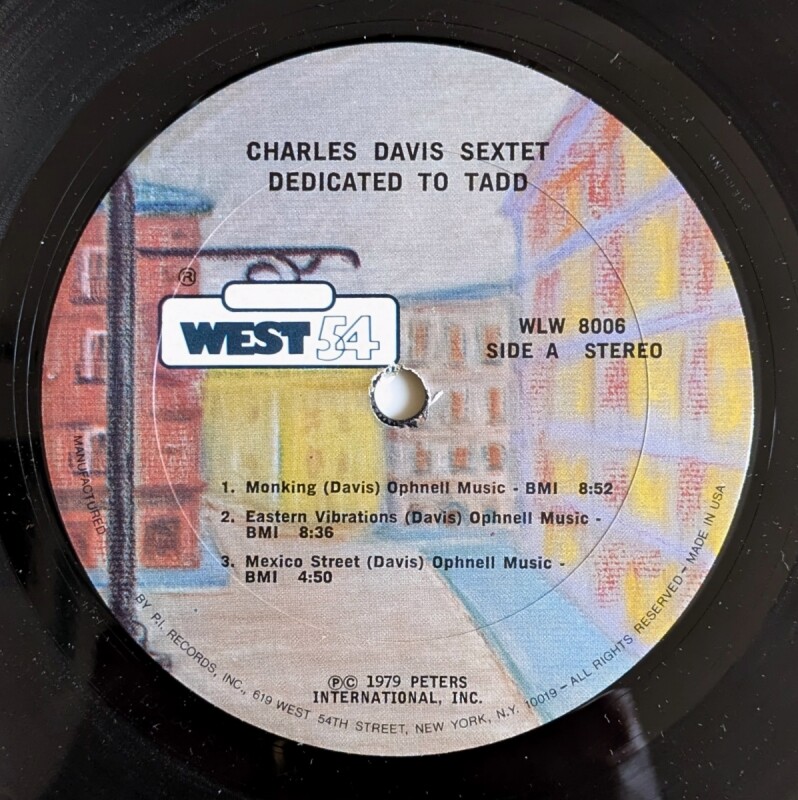 CHARLES DAVIS SEXTET
DEDICATED TO TADD
®
WEST 54
WLW 8006
SIDE A STEREO
1. Monking (Davis) Ophnell Music - BMI 8:52
2. Eastern Vibrations (Davis) Ophnell Music -
BMI 8:36
3. Mexico Street (Davis) Ophnell Music -
BMI 4:50
℗© 1979 PETERS
INTERNATIONAL, INC.
MANUFACTURED BY P.I. RECORDS, INC., 619 WEST 54TH STREET, NEW YORK, N.Y. 10019 – ALL RIGHTS RESERVED – MADE IN USA